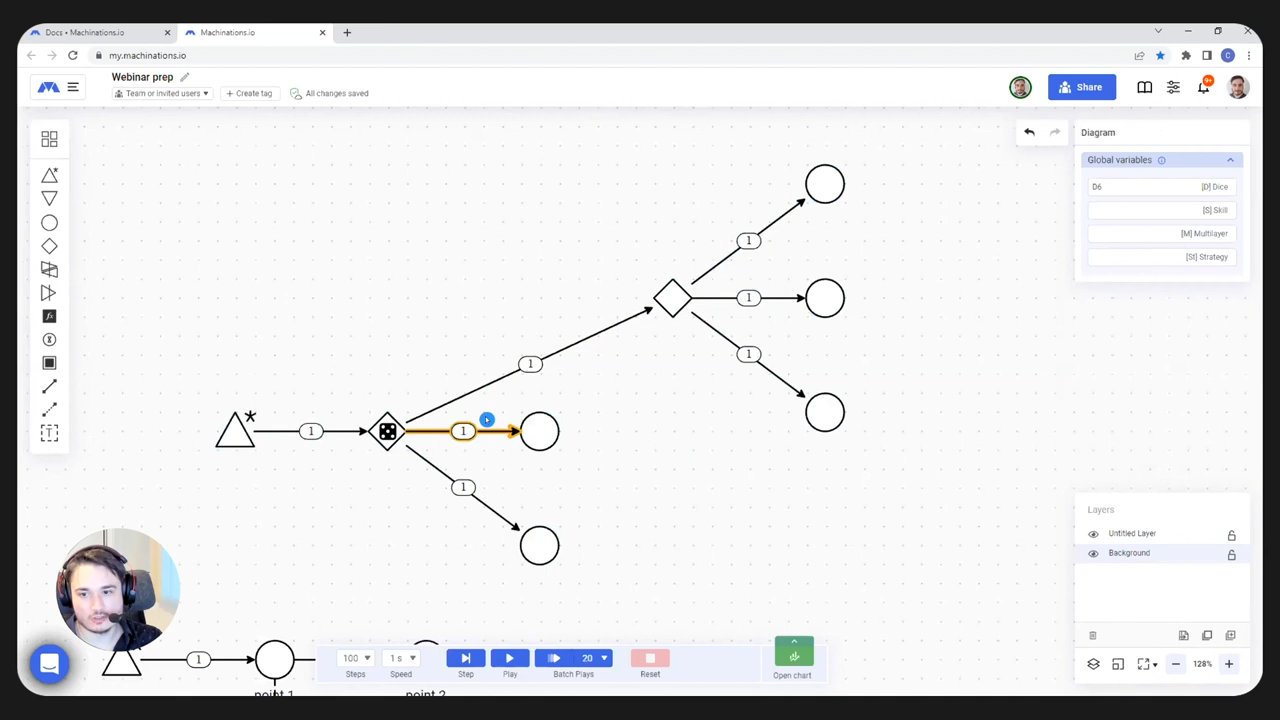 Docs • Machinations.io
Machinations.io
my.machinations.io
C
Webinar prep
Team or invited users
+ Create tag
All changes saved
Share
9+
Diagram
Global variables
D6 [D] Dice
[S] Skill
[M] Multilayer
[St] Strategy
fx
T
1
1
1
1
1
1
1
1
Layers
Untitled Layer
Background
100
Steps
1 s
Speed
Step
Play
20
Batch Plays
Reset
Open chart
128%
point 1
point 2